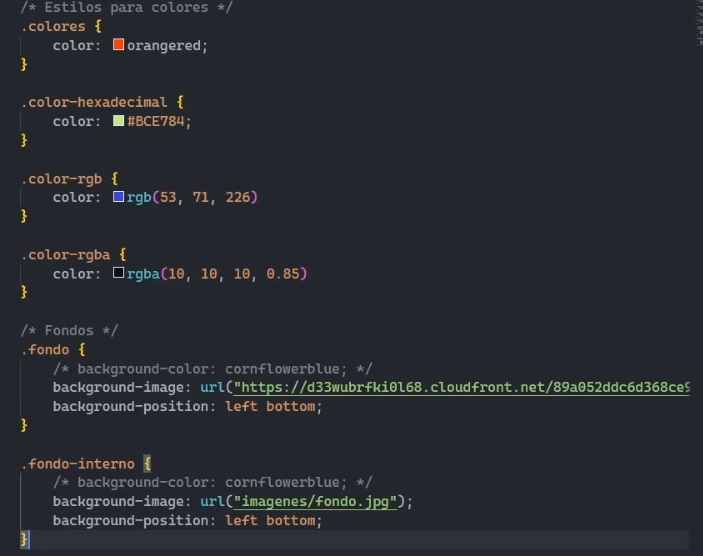 /* Estilos para colores */
.colores {
color: orangered;
}
.color-hexadecimal {
color: #BCE784;
}
.color-rgb {
color: rgb(53, 71, 226)
}
.color-rgba {
color: rgba(10, 10, 10, 0.85)
}
/* Fondos */
.fondo {
/* background-color: cornflowerblue; */
background-image: url("https://d33wubrfki0l68.cloudfront.net/89a052ddc6d368ce9
background-position: left bottom;
}
.fondo-interno {
/* background-color: cornflowerblue; */
background-image: url("imagenes/fondo.jpg");
background-position: left bottom;
}